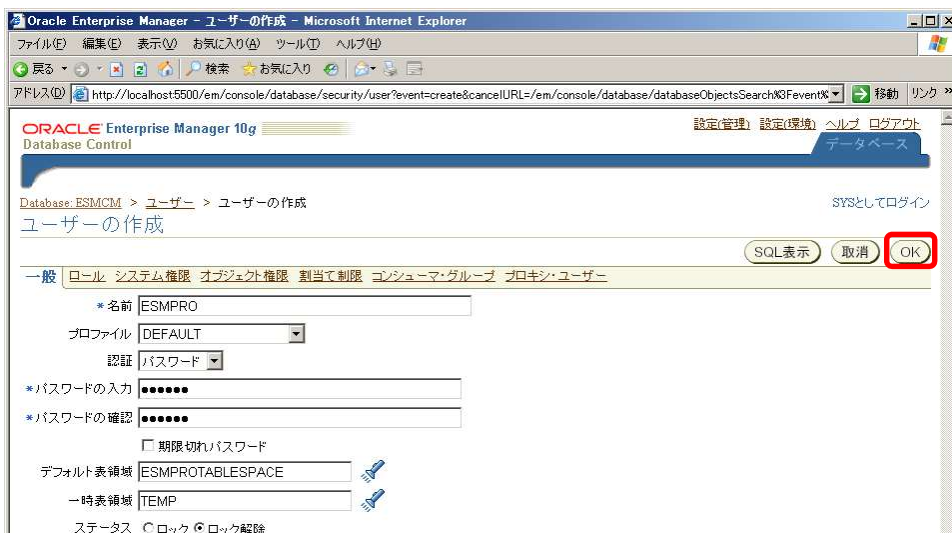 Oracle Enterprise Manager - ユーザーの作成 - Microsoft Internet Explorer
ファイル(F) 編集(E) 表示(V) お気に入り(A) ツール(T) ヘルプ(H)
戻る 検索 お気に入り
アドレス(D) http://localhost:5500/em/console/database/security/user?event=create&cancelURL=/em/console/database/databaseObjectsSearch%3Fevent% 移動 リンク »
ORACLE Enterprise Manager 10g
Database Control
設定(管理) 設定(環境) ヘルプ ログアウト
データベース
Database: ESMCM > ユーザー > ユーザーの作成
SYSとしてログイン
ユーザーの作成
SQL表示 取消 OK
一般 ロール システム権限 オブジェクト権限 割当て制限 コンシューマ・グループ プロキシ・ユーザー
* 名前 ESMPRO
プロファイル DEFAULT
認証 パスワード
* パスワードの入力 ●●●●●●
* パスワードの確認 ●●●●●●
期限切れパスワード
デフォルト表領域 ESMPROTABLESPACE
一時表領域 TEMP
ステータス ロック ロック解除